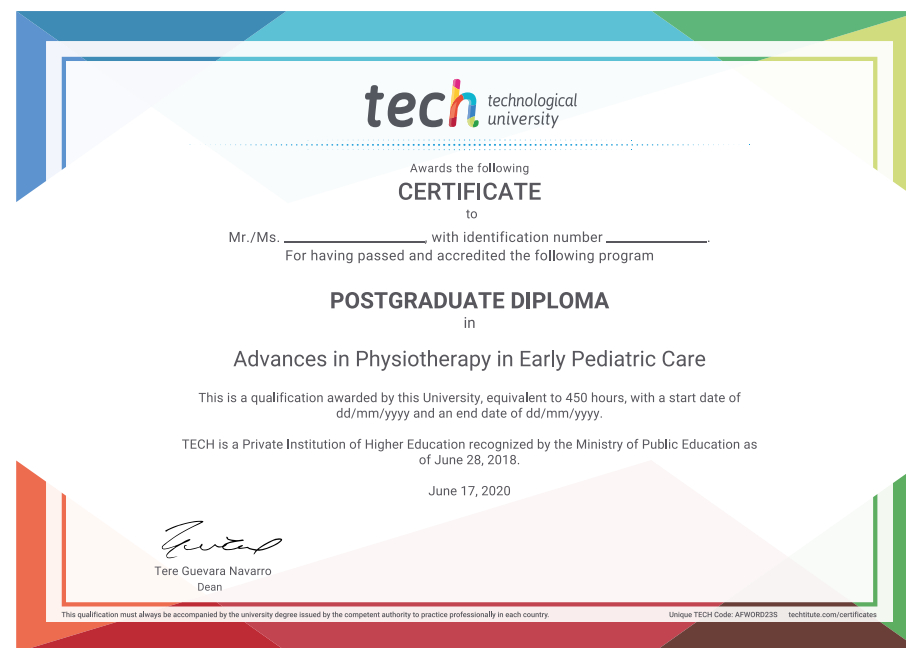 tech technological
university
Awards the following
CERTIFICATE
to
Mr./Ms. , with identification number .
For having passed and accredited the following program
POSTGRADUATE DIPLOMA
in
Advances in Physiotherapy in Early Pediatric Care
This is a qualification awarded by this University, equivalent to 450 hours, with a start date of
dd/mm/yyyy and an end date of dd/mm/yyyy.
TECH is a Private Institution of Higher Education recognized by the Ministry of Public Education as
of June 28, 2018.
June 17, 2020
Tere Guevara Navarro
Dean
This qualification must always be accompanied by the university degree issued by the competent authority to practice professionally in each country.
Unique TECH Code: AFWORD23S techtitute.com/certificates